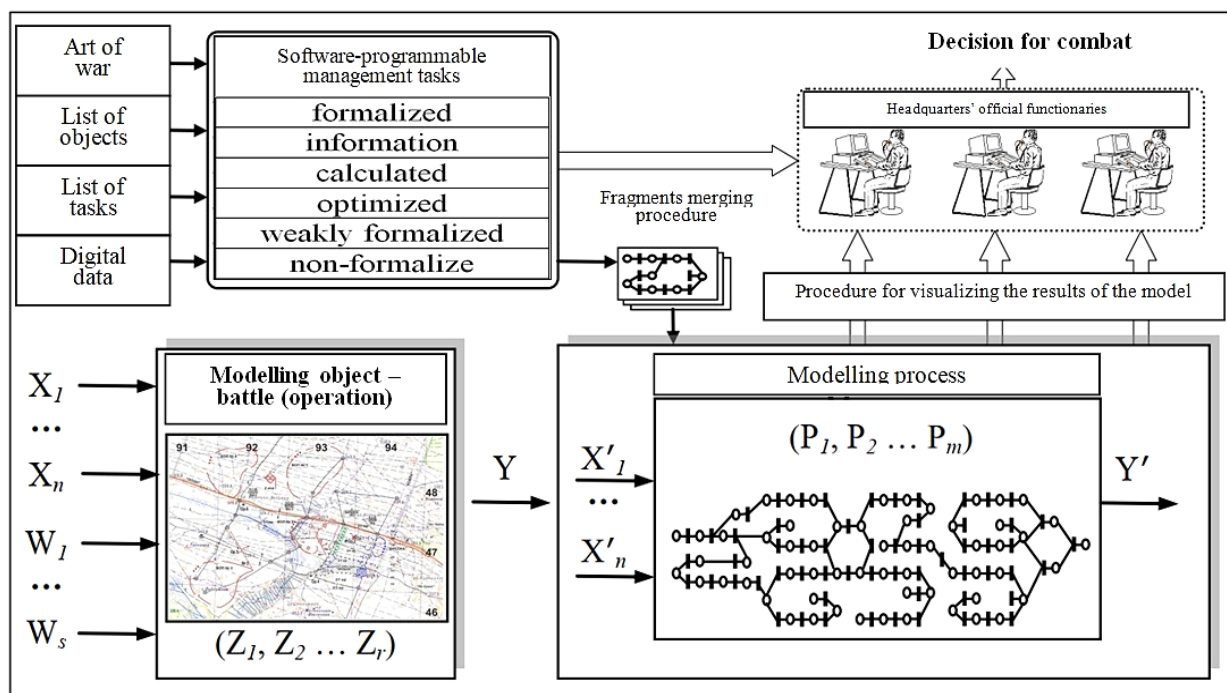 Art of
war
List of
objects
List of
tasks
Digital
data
Software-programmable
management tasks
formalized
information
calculated
optimized
weakly formalized
non-formalize
Fragments merging
procedure
Decision for combat
Headquarters' official functionaries
Procedure for visualizing the results of the model
X1
...
Xn
W1
...
Ws
Modelling object –
battle (operation)
91 92 93 94
48
47
46
(Z1, Z2 ... Zr)
Y
X′1
...
X′n
Modelling process
(P1, P2 ... Pm)
Y′